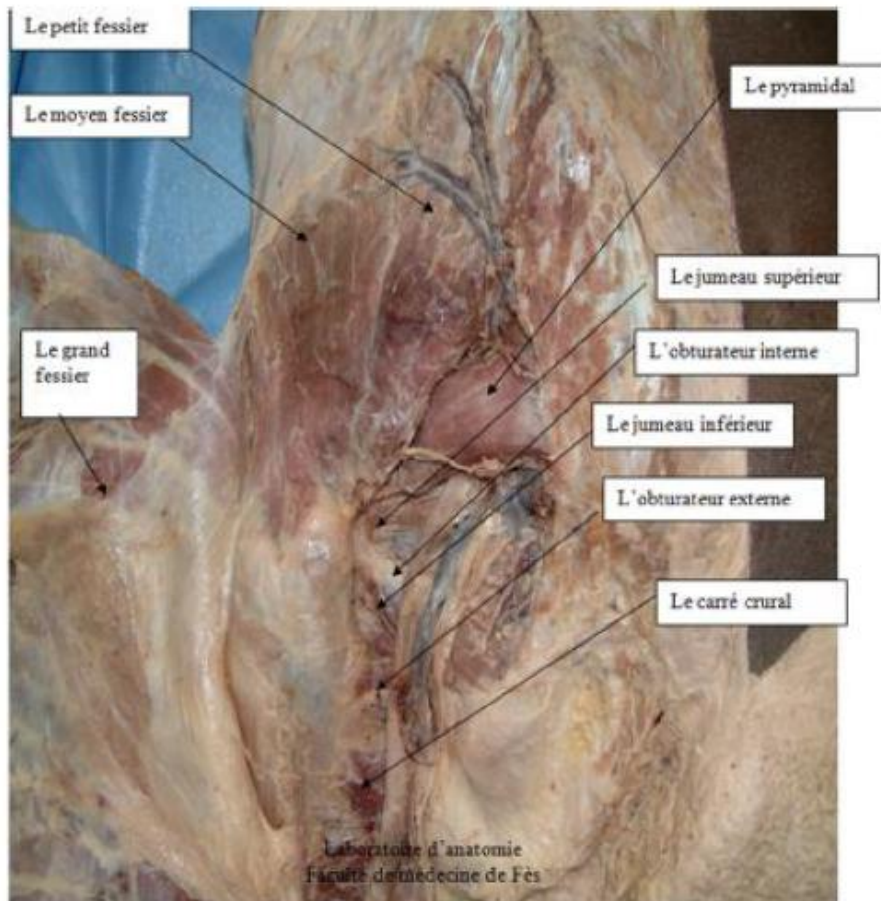 Le petit fessier
Le pyramidal
Le moyen fessier
Le jumeau supérieur
L'obturateur interne
Le grand
fessier
Le jumeau inférieur
L'obturateur externe
Le carré crural
Laboratoire d'anatomie
Faculté de médecine de Fès